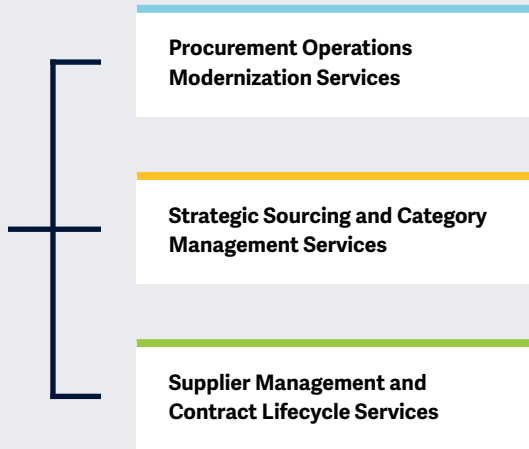 Procurement Operations
Modernization Services
Strategic Sourcing and Category
Management Services
Supplier Management and
Contract Lifecycle Services